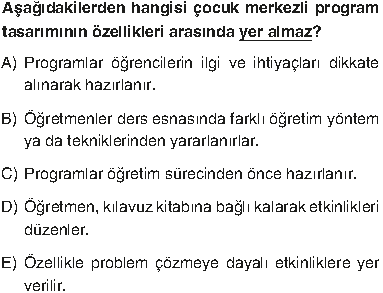 Aşağıdakilerden hangisi çocuk merkezli program
tasarımının özellikleri arasında yer almaz?
A) Programlar öğrencilerin ilgi ve ihtiyaçları dikkate
alınarak hazırlanır.
B) Öğretmenler ders esnasında farklı öğretim yöntem
ya da tekniklerinden yararlanırlar.
C) Programlar öğretim sürecinden önce hazırlanır.
D) Öğretmen, kılavuz kitabına bağlı kalarak etkinlikleri
düzenler.
E) Özellikle problem çözmeye dayalı etkinliklere yer
verilir.